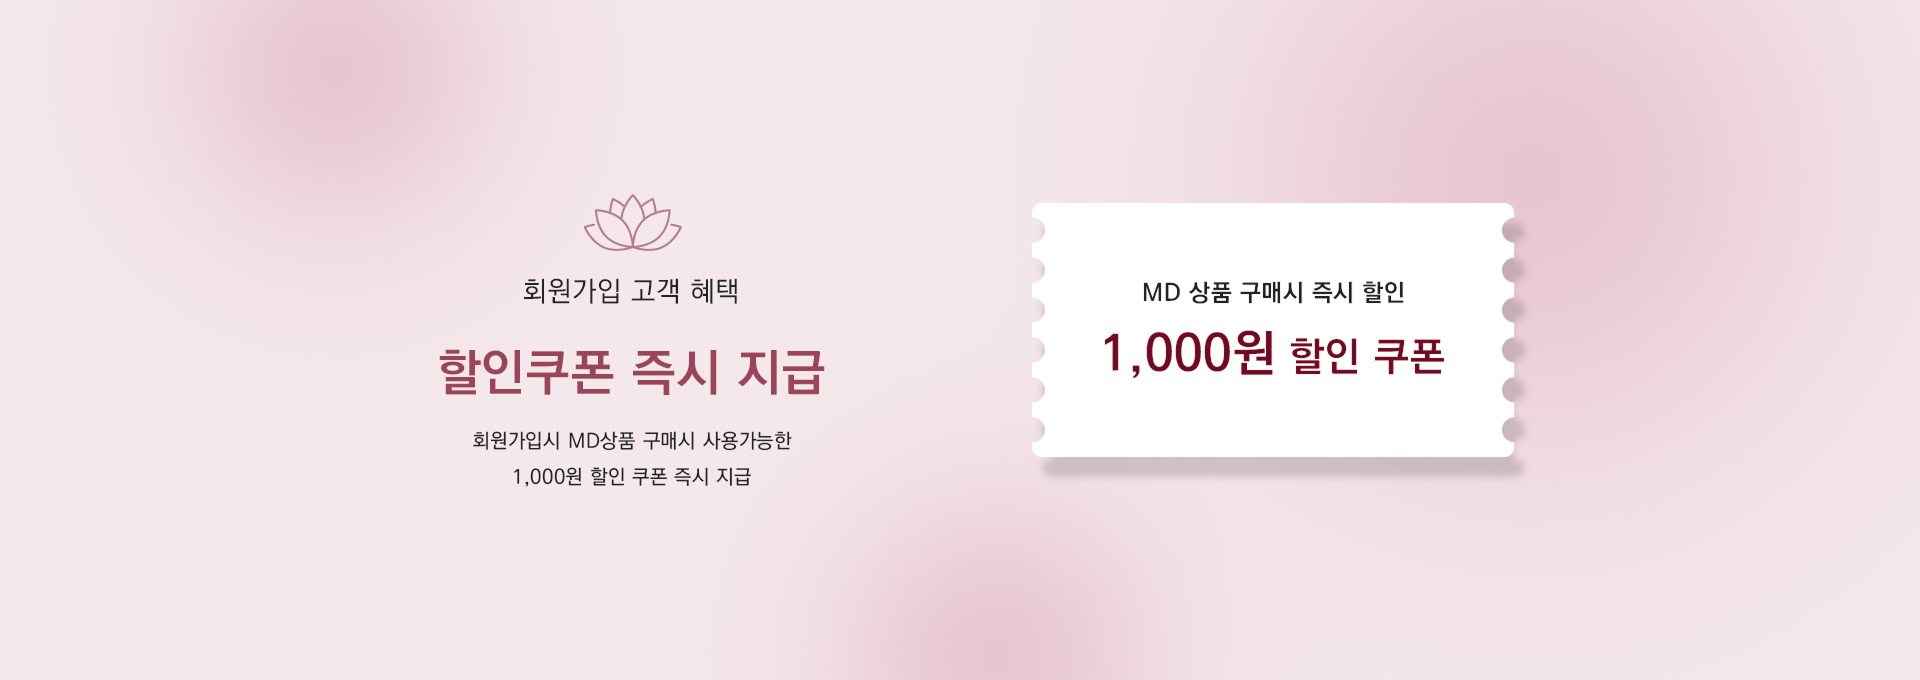 회원가입 고객 혜택
할인쿠폰 즉시 지급
회원가입시 MD상품 구매시 사용가능한
1,000원 할인 쿠폰 즉시 지급
MD 상품 구매시 즉시 할인
1,000원 할인 쿠폰